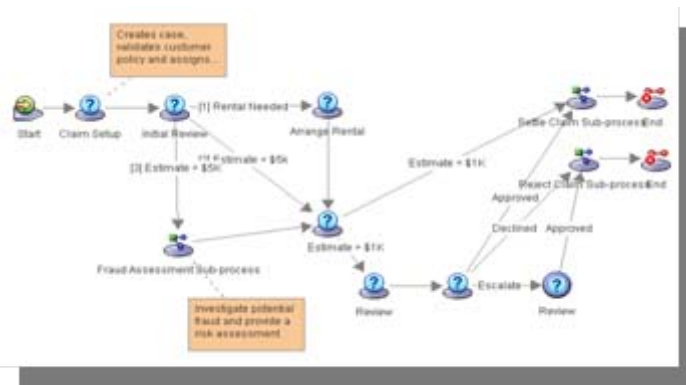 Creates case,
validates customer
policy and assigns...
[1] Rental Needed
Start
Claim Setup
Initial Review
Arrange Rental
Settle Claim Sub-process
End
Estimate = $5k
[3] Estimate + $5K
Estimate = $1K
Reject Claim Sub-process
End
Approved
Declined
Approved
Estimate + $1K
Fraud Assessment Sub-process
Escalate
Review
Review
Investigate potential
fraud and provide a
risk assessment